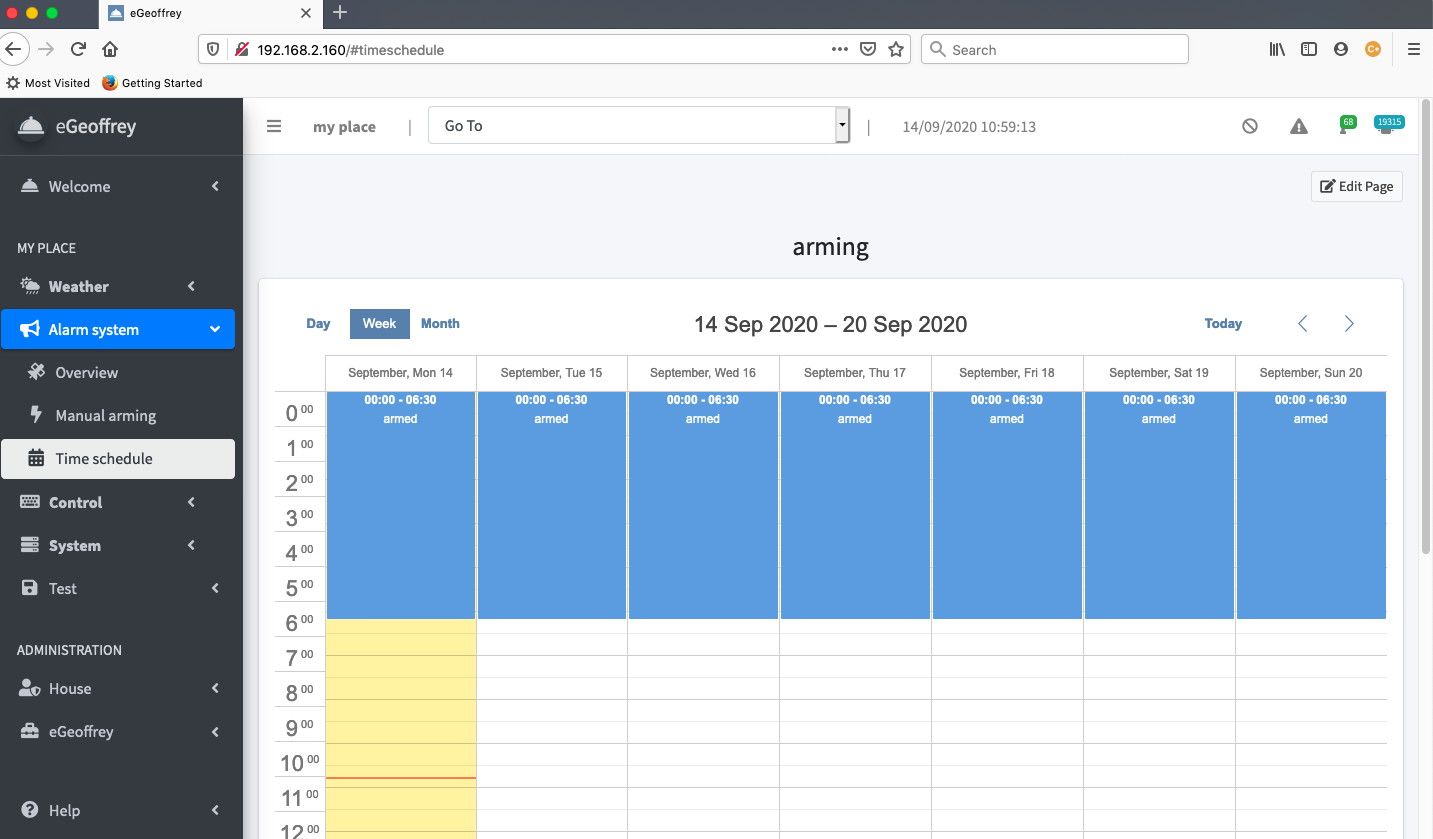 eGeoffrey
192.168.2.160/#timeschedule
Search
Most Visited
Getting Started
eGeoffrey
my place | Go To | 14/09/2020 10:59:13
68
19315
Welcome
Edit Page
MY PLACE
arming
Weather
Alarm system
Day Week Month
14 Sep 2020 – 20 Sep 2020
Today
Overview
Manual arming
Time schedule
Control
System
Test
ADMINISTRATION
House
eGeoffrey
Help
September, Mon 14
September, Tue 15
September, Wed 16
September, Thu 17
September, Fri 18
September, Sat 19
September, Sun 20
00:00 - 06:30
armed
00:00 - 06:30
armed
00:00 - 06:30
armed
00:00 - 06:30
armed
00:00 - 06:30
armed
00:00 - 06:30
armed
00:00 - 06:30
armed
0 00
1 00
2 00
3 00
4 00
5 00
6 00
7 00
8 00
9 00
10 00
11 00
12 00